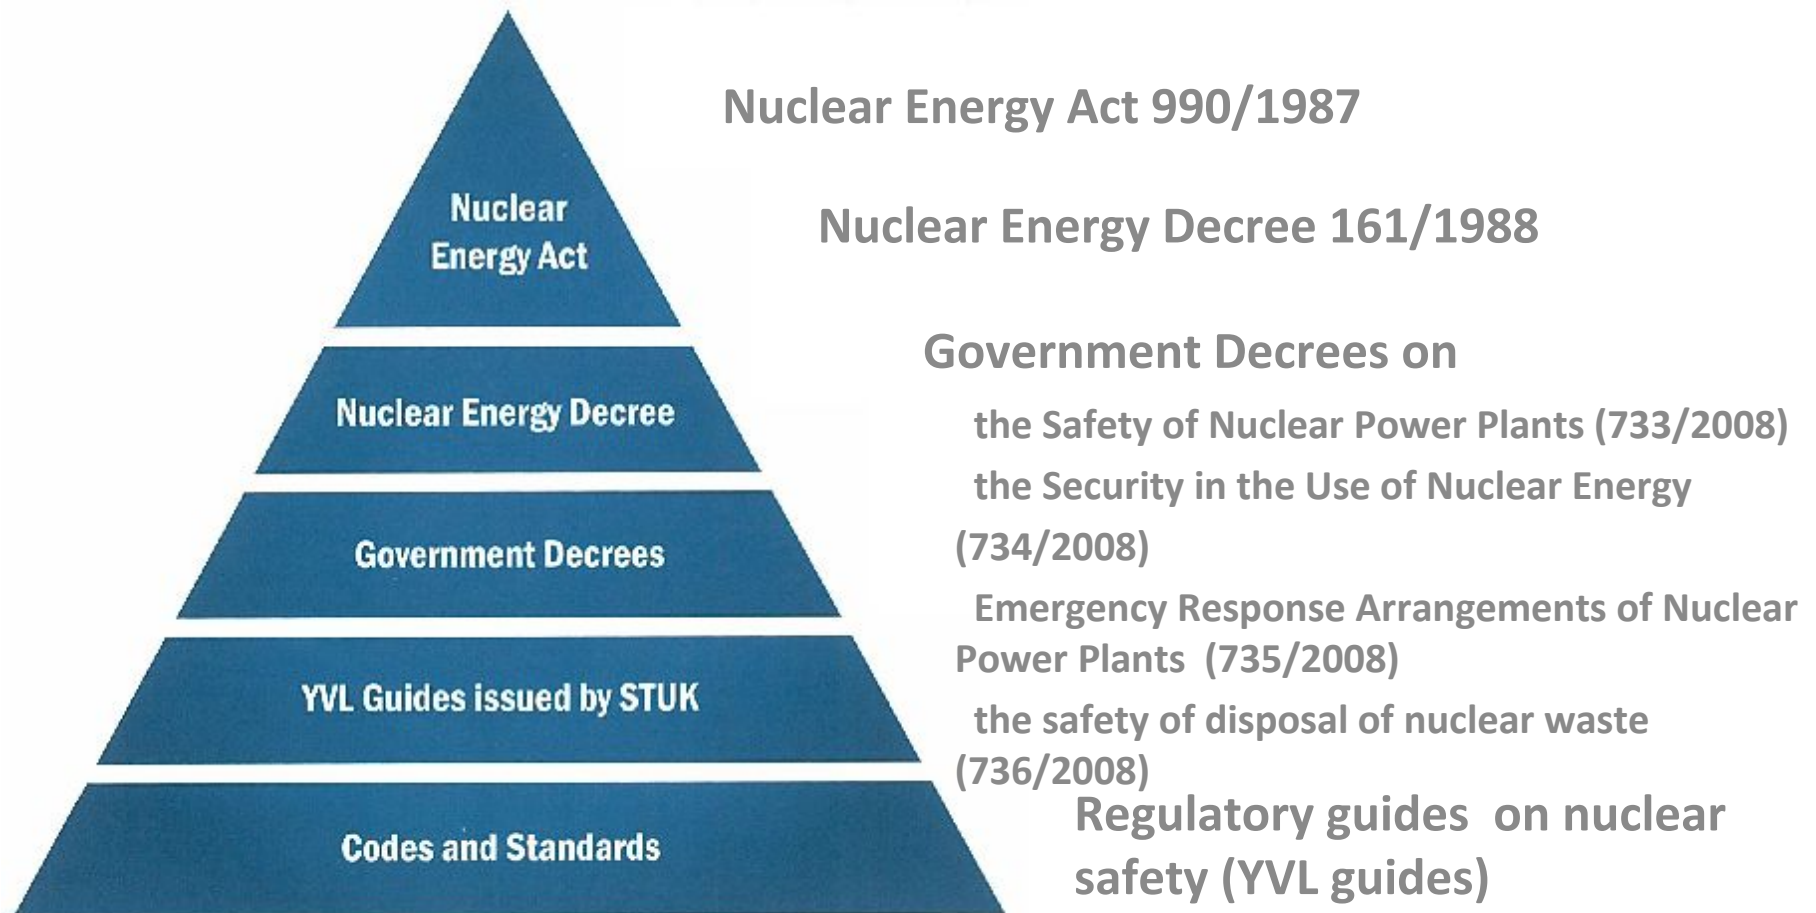 Nuclear
Energy Act
Nuclear Energy Decree
Government Decrees
YVL Guides issued by STUK
Codes and Standards
Nuclear Energy Act 990/1987
Nuclear Energy Decree 161/1988
Government Decrees on
the Safety of Nuclear Power Plants (733/2008)
the Security in the Use of Nuclear Energy
(734/2008)
Emergency Response Arrangements of Nuclear
Power Plants (735/2008)
the safety of disposal of nuclear waste
(736/2008)
Regulatory guides on nuclear
safety (YVL guides)